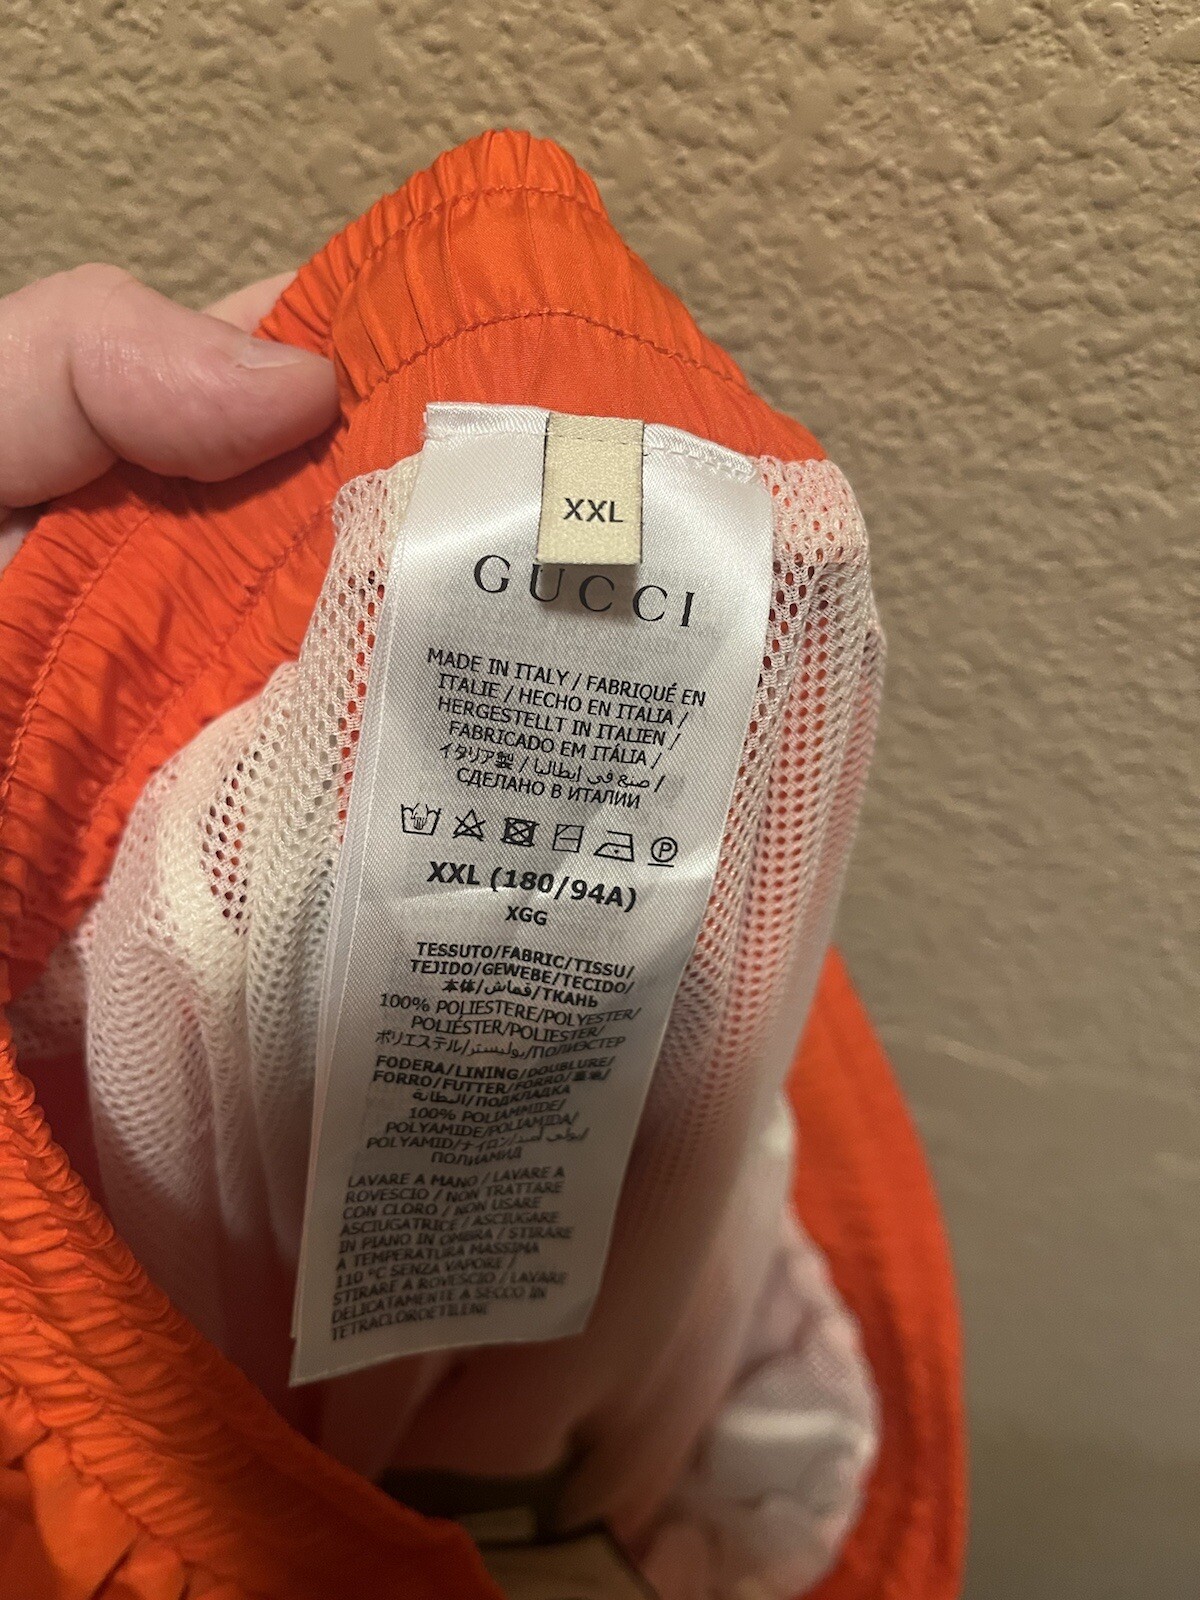 XXL
GUCCI
MADE IN ITALY / FABRIQUÉ EN
ITALIE / HECHO EN ITALIA /
HERGESTELLT IN ITALIEN /
FABRICADO EM ITÁLIA /
イタリア製 / صنع في إيطاليا /
СДЕЛАНО В ИТАЛИИ
P
XXL (180/94A)
XGG
TESSUTO/FABRIC/TISSU/
TEJIDO/GEWEBE/TECIDO/
本体/قماش/ТКАНЬ
100% POLIESTERE/POLYESTER/
POLIÉSTER/POLIESTER/
ポリエステル/بوليستر/ПОЛИЭСТЕР
FODERA/LINING/DOUBLURE/
FORRO/FUTTER/FORRO/裏地/
البطانة/ПОДКЛАДКА
100% POLIAMMIDE/
POLYAMIDE/POLIAMIDA/
POLYAMID/ナイロン/
ПОЛИАМИД
LAVARE A MANO / LAVARE A
ROVESCIO / NON TRATTARE
CON CLORO / NON USARE
ASCIUGATRICE / ASCIUGARE
IN PIANO IN OMBRA / STIRARE
A TEMPERATURA MASSIMA
110 °C SENZA VAPORE /
STIRARE A ROVESCIO / LAVARE
DELICATAMENTE A SECCO IN
TETRACLOROETILENE